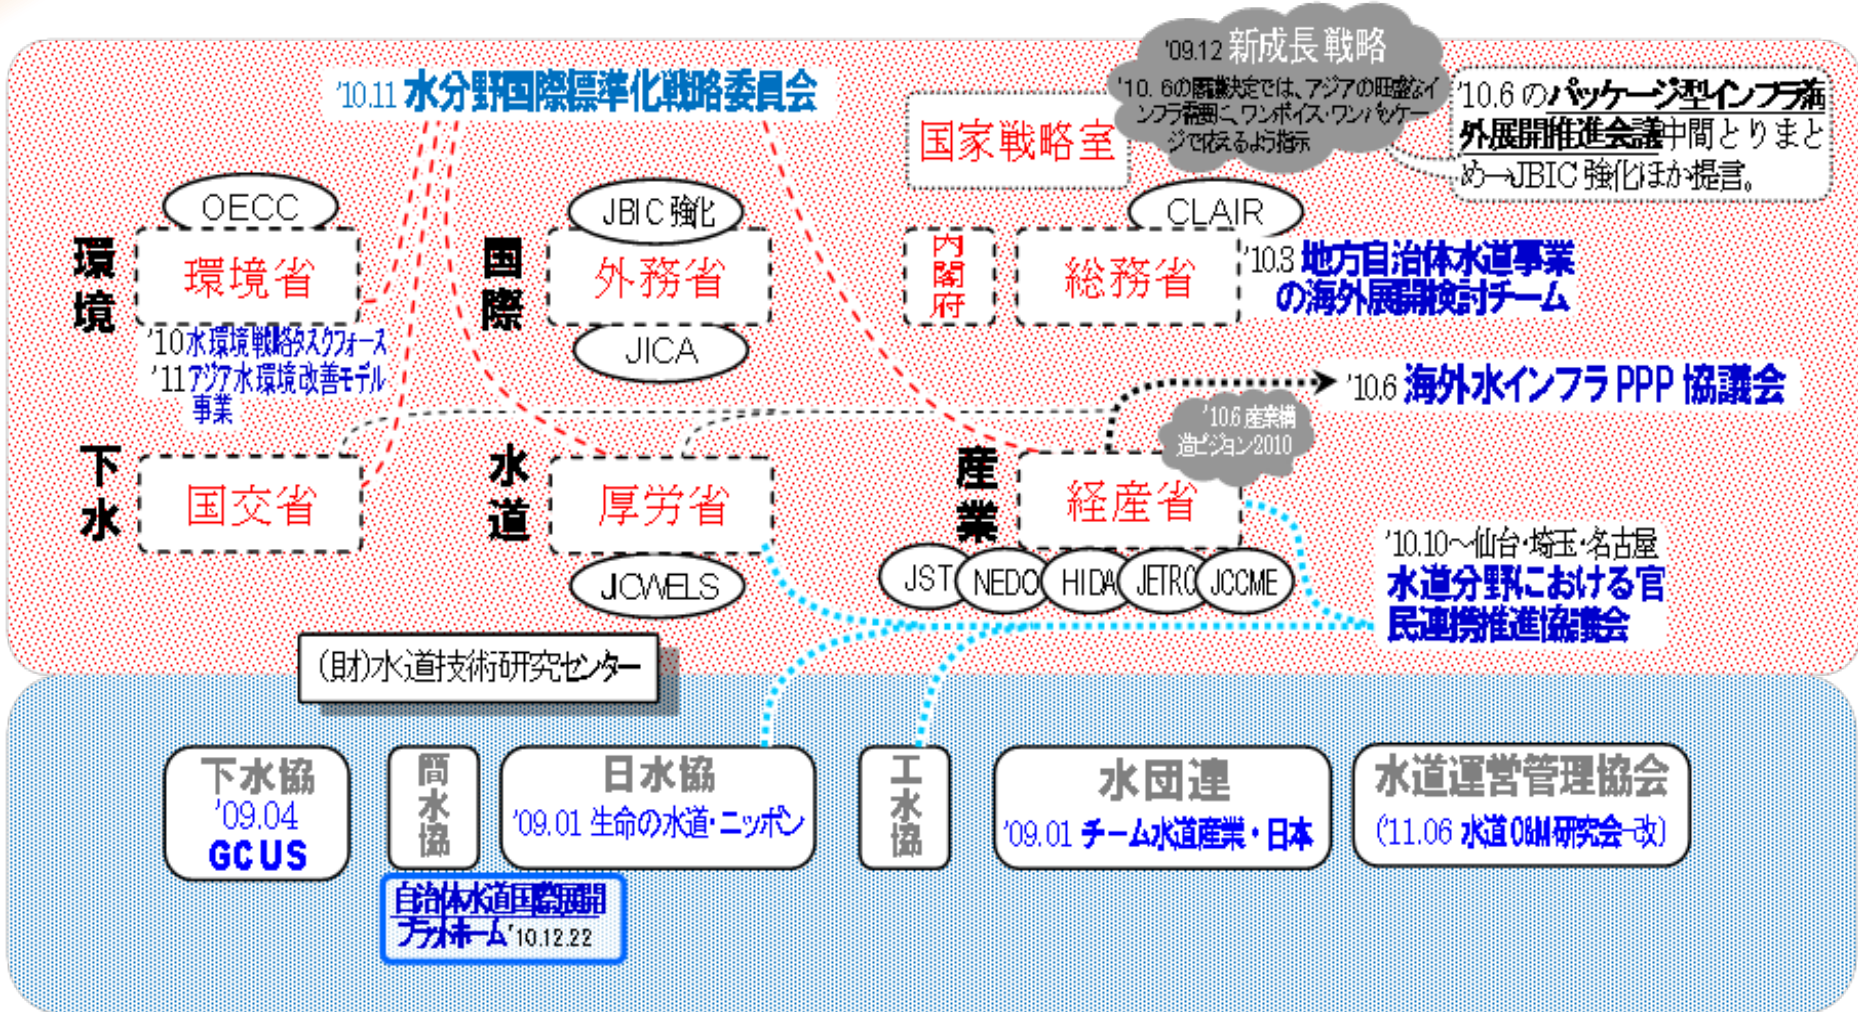 '10.11 水分野国際標準化戦略委員会
'09.12 新成長戦略
'10. 6の閣議決定では、アジアの旺盛なイ
ンフラ需要に、ワンボイス・ワンパッケー
ジで応えるよう指示
国家戦略室
'10.6 のパッケージ型インフラ海
外展開推進会議中間とりまと
め→JBIC 強化ほか提言。
環境
OECC
環境省
'10水環境戦略タスクフォース
'11アジア水環境改善モデル
事業
国際
JBIC 強化
外務省
JICA
内閣府
CLAIR
総務省
'10.3 地方自治体水道事業
の海外展開検討チーム
'10.6 海外水インフラ PPP 協議会
'10.6 産業構
造ビジョン2010
下水
国交省
水道
厚労省
JICWELS
産業
経産省
JST
NEDO
HIDA
JETRO
JCCME
'10.10～仙台・埼玉・名古屋
水道分野における官
民連携推進協議会
(財)水道技術研究センター
下水協
'09.04
GCUS
簡水協
日水協
'09.01 生命の水道・ニッポン
工水協
水団連
'09.01 チーム水道産業・日本
水道運営管理協会
('11.06 水道 O&M 研究会→改)
自治体水道国際展開
プラットホーム '10.12.22